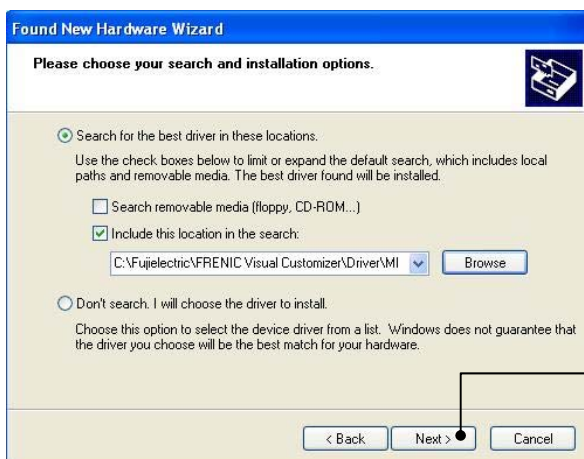 Found New Hardware Wizard
Please choose your search and installation options.
Search for the best driver in these locations.
Use the check boxes below to limit or expand the default search, which includes local
paths and removable media. The best driver found will be installed.
Search removable media (floppy, CD-ROM...)
Include this location in the search:
C:\Fujielectric\FRENIC Visual Customizer\Driver\MI
Browse
Don't search. I will choose the driver to install.
Choose this option to select the device driver from a list. Windows does not guarantee that
the driver you choose will be the best match for your hardware.
< Back Next > Cancel